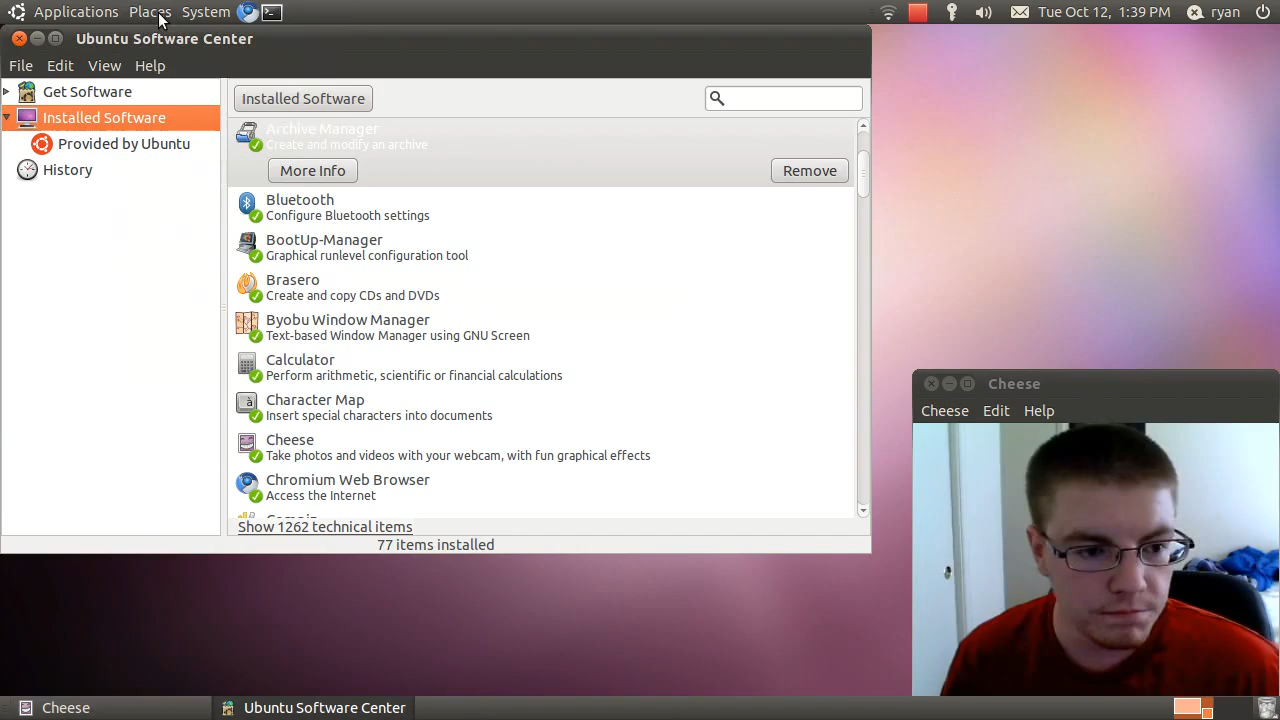 Applications Places System
Tue Oct 12, 1:39 PM ryan
Ubuntu Software Center
File Edit View Help
Get Software
Installed Software
Provided by Ubuntu
History
Installed Software
Archive Manager
Create and modify an archive
More Info Remove
Bluetooth
Configure Bluetooth settings
BootUp-Manager
Graphical runlevel configuration tool
Brasero
Create and copy CDs and DVDs
Byobu Window Manager
Text-based Window Manager using GNU Screen
Calculator
Perform arithmetic, scientific or financial calculations
Character Map
Insert special characters into documents
Cheese
Take photos and videos with your webcam, with fun graphical effects
Chromium Web Browser
Access the Internet
Show 1262 technical items
77 items installed
Cheese
Cheese Edit Help
Cheese
Ubuntu Software Center